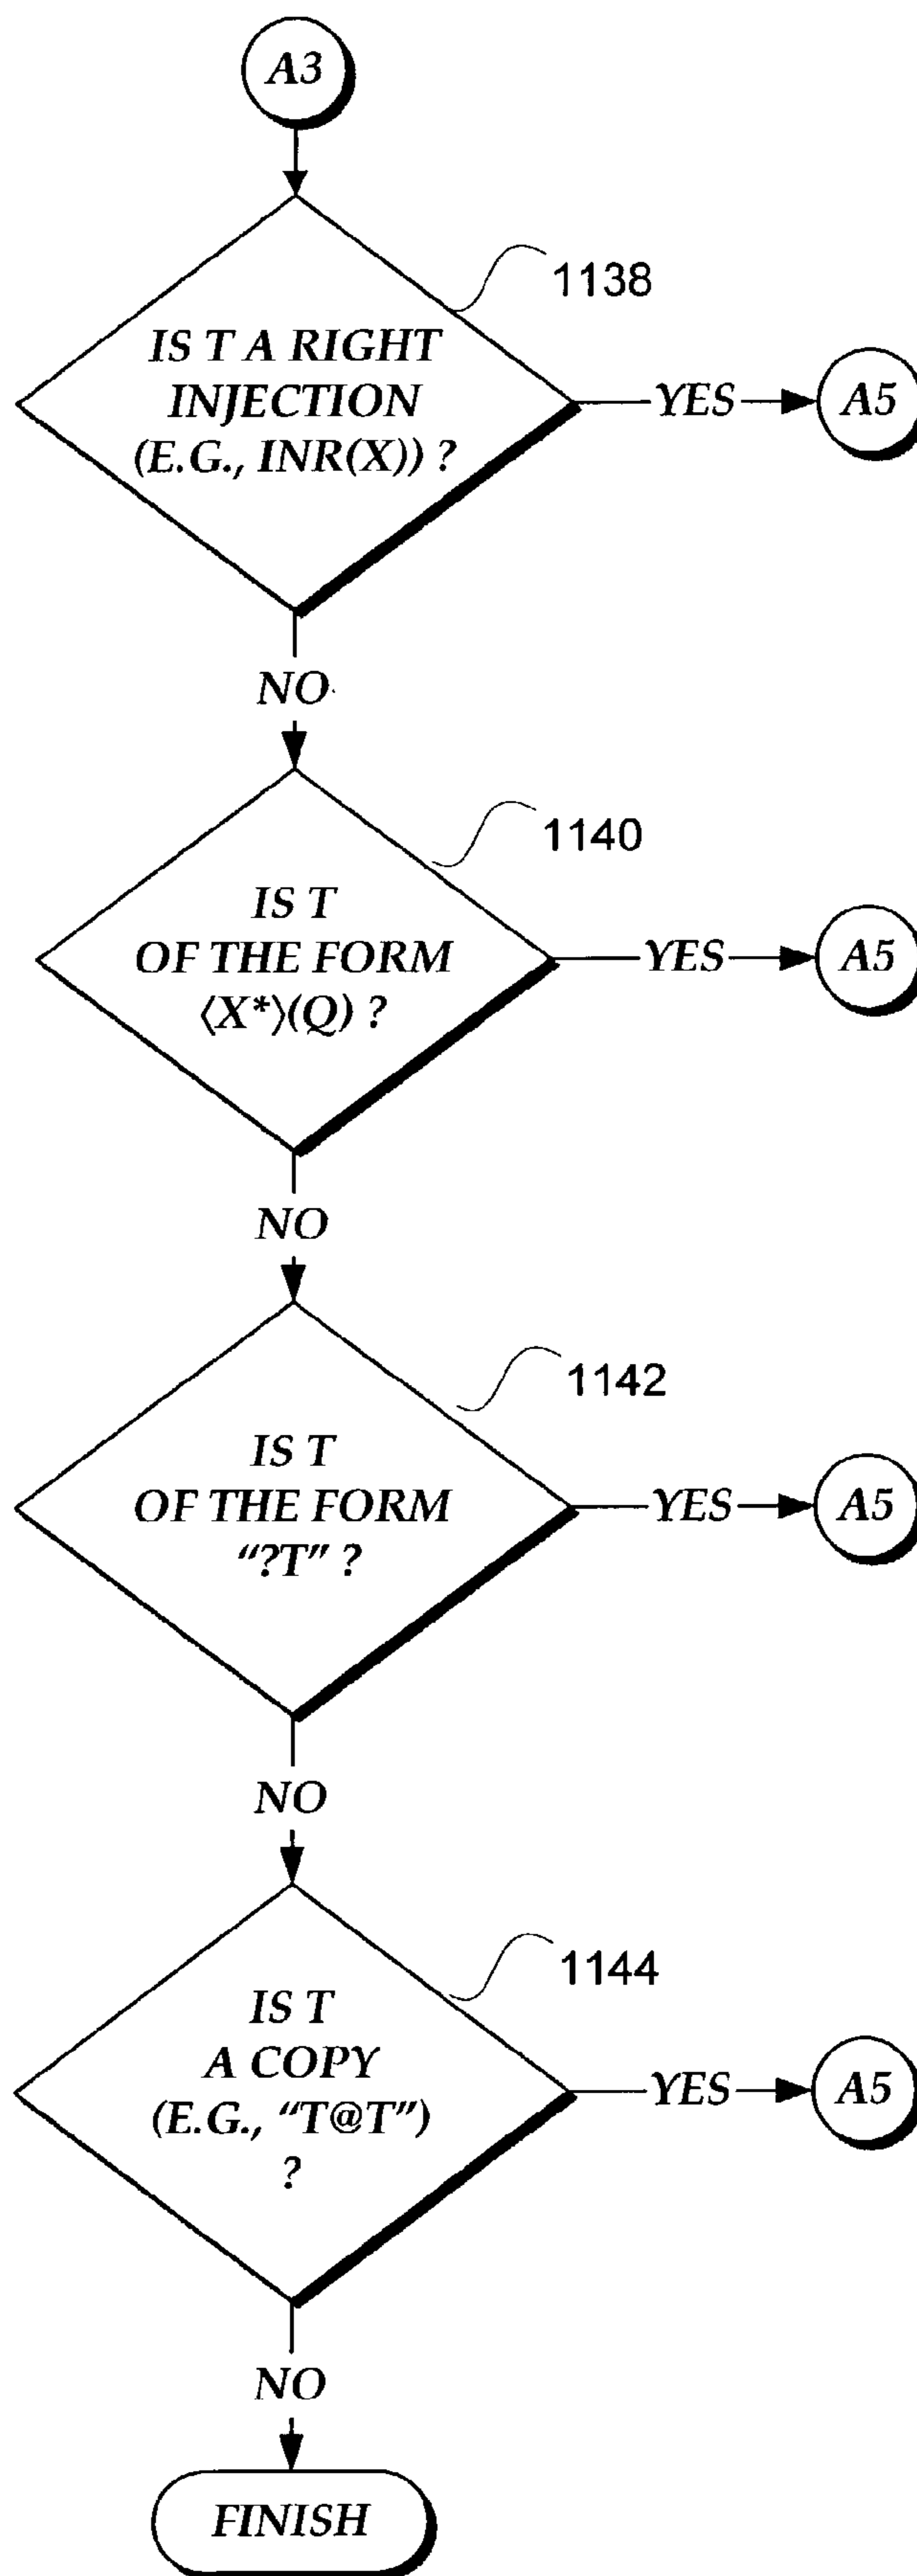 A3
1138
IS T A RIGHT
INJECTION
(E.G., INR(X)) ?
YES
A5
NO
1140
IS T
OF THE FORM
⟨X*⟩(Q) ?
YES
A5
NO
1142
IS T
OF THE FORM
“?T” ?
YES
A5
NO
1144
IS T
A COPY
(E.G., “T@T”)
?
YES
A5
NO
FINISH